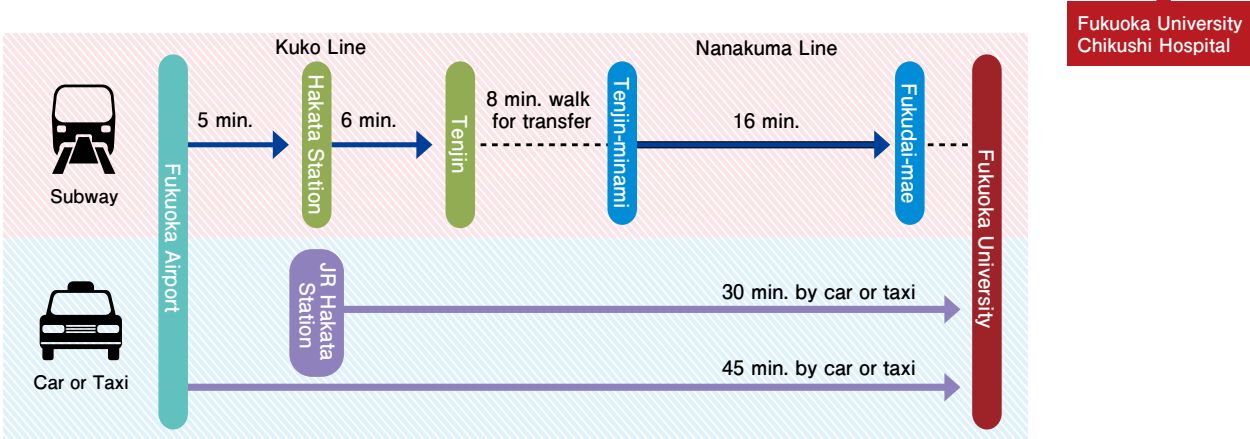 Fukuoka University
Chikushi Hospital
Kuko Line
Nanakuma Line
Subway
Fukuoka Airport
5 min.
Hakata Station
6 min.
Tenjin
8 min. walk
for transfer
Tenjin-minami
16 min.
Fukudai-mae
Fukuoka University
Car or Taxi
JR Hakata
Station
30 min. by car or taxi
45 min. by car or taxi